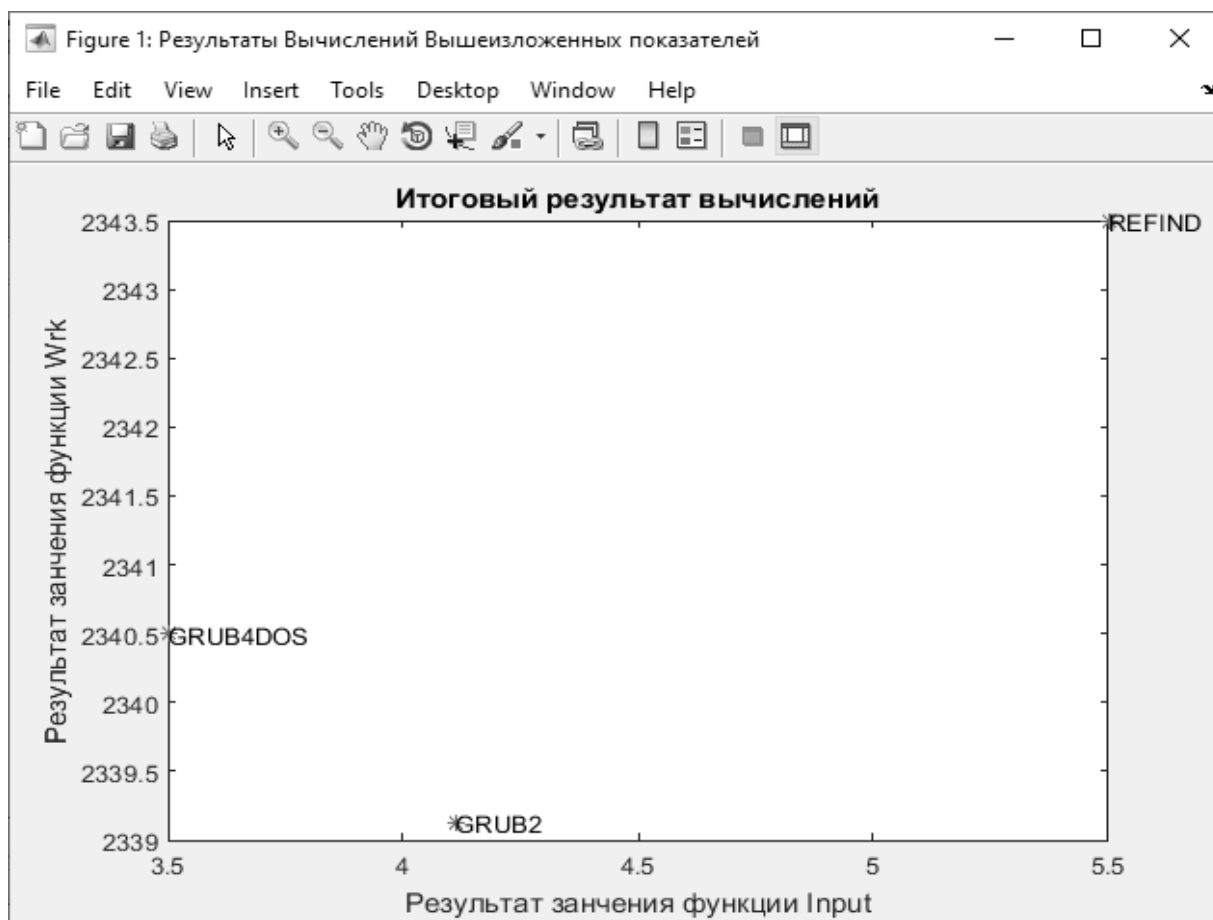 Figure 1: Результаты Вычислений Вышеизложенных показателей
File Edit View Insert Tools Desktop Window Help
Итоговый результат вычислений
2343.5
REFIND
2343
2342.5
2342
2341.5
2341
2340.5
GRUB4DOS
2340
2339.5
GRUB2
2339
Результат занчения функции Wrk
3.5 4 4.5 5 5.5
Результат занчения функции Input